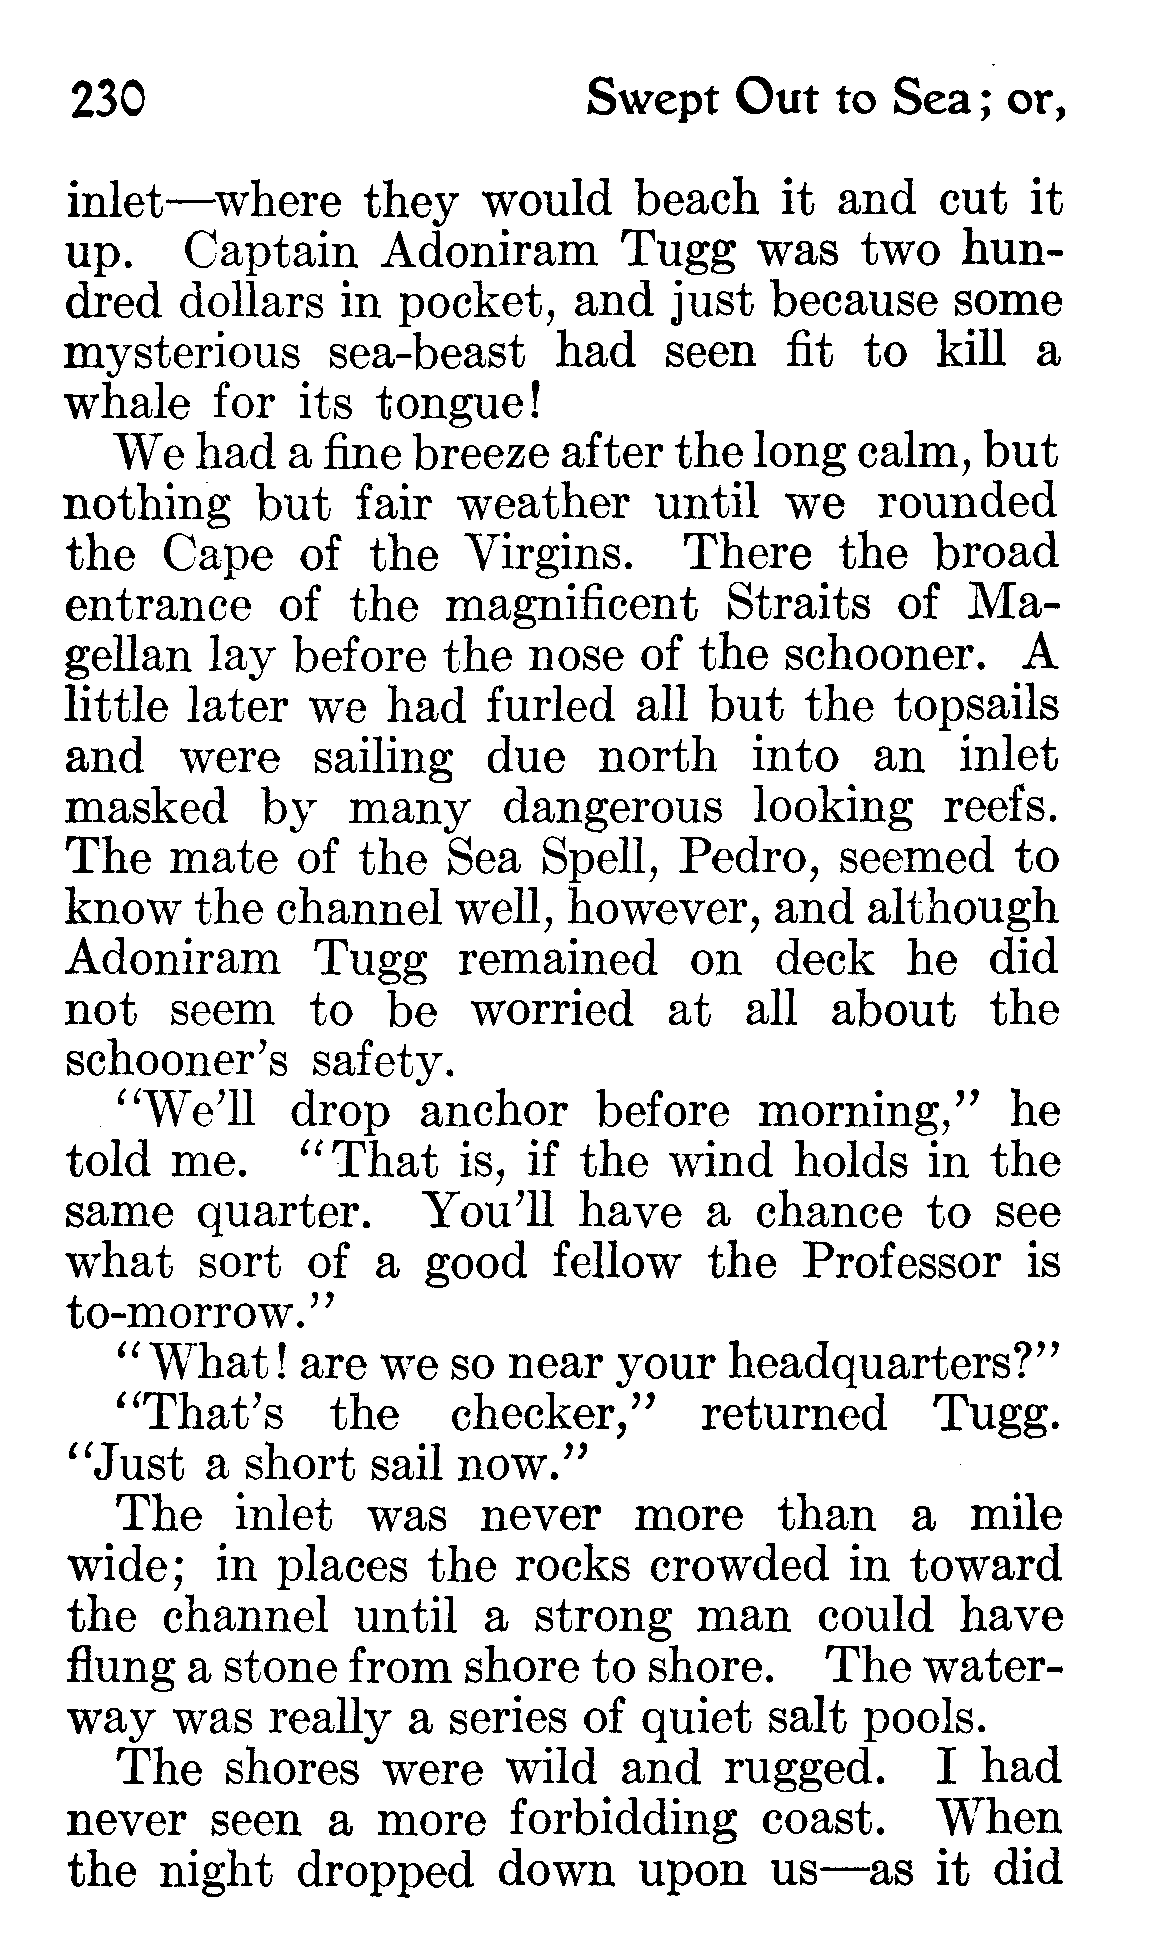 230 Swept Out to Sea; or,
inlet—where they would beach it and cut it
up. Captain Adoniram Tugg was two hun-
dred dollars in pocket, and just because some
mysterious sea-beast had seen fit to kill a
whale for its tongue!
We had a fine breeze after the long calm, but
nothing but fair weather until we rounded
the Cape of the Virgins. There the broad
entrance of the magnificent Straits of Ma-
gellan lay before the nose of the schooner. A
little later we had furled all but the topsails
and were sailing due north into an inlet
masked by many dangerous looking reefs.
The mate of the Sea Spell, Pedro, seemed to
know the channel well, however, and although
Adoniram Tugg remained on deck he did
not seem to be worried at all about the
schooner's safety.
"We'll drop anchor before morning," he
told me. "That is, if the wind holds in the
same quarter. You'll have a chance to see
what sort of a good fellow the Professor is
to-morrow."
"What! are we so near your headquarters?"
"That's the checker," returned Tugg.
"Just a short sail now."
The inlet was never more than a mile
wide; in places the rocks crowded in toward
the channel until a strong man could have
flung a stone from shore to shore. The water-
way was really a series of quiet salt pools.
The shores were wild and rugged. I had
never seen a more forbidding coast. When
the night dropped down upon us—as it did